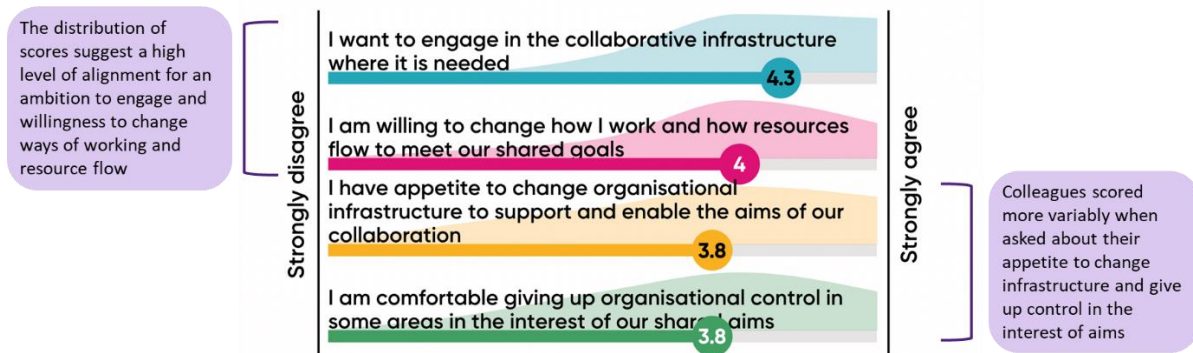 The distribution of
scores suggest a high
level of alignment for an
ambition to engage and
willingness to change
ways of working and
resource flow
Strongly disagree
I want to engage in the collaborative infrastructure
where it is needed
4.3
I am willing to change how I work and how resources
flow to meet our shared goals
4
I have appetite to change organisational
infrastructure to support and enable the aims of our
collaboration
3.8
I am comfortable giving up organisational control in
some areas in the interest of our shared aims
3.8
Strongly agree
Colleagues scored
more variably when
asked about their
appetite to change
infrastructure and give
up control in the
interest of aims